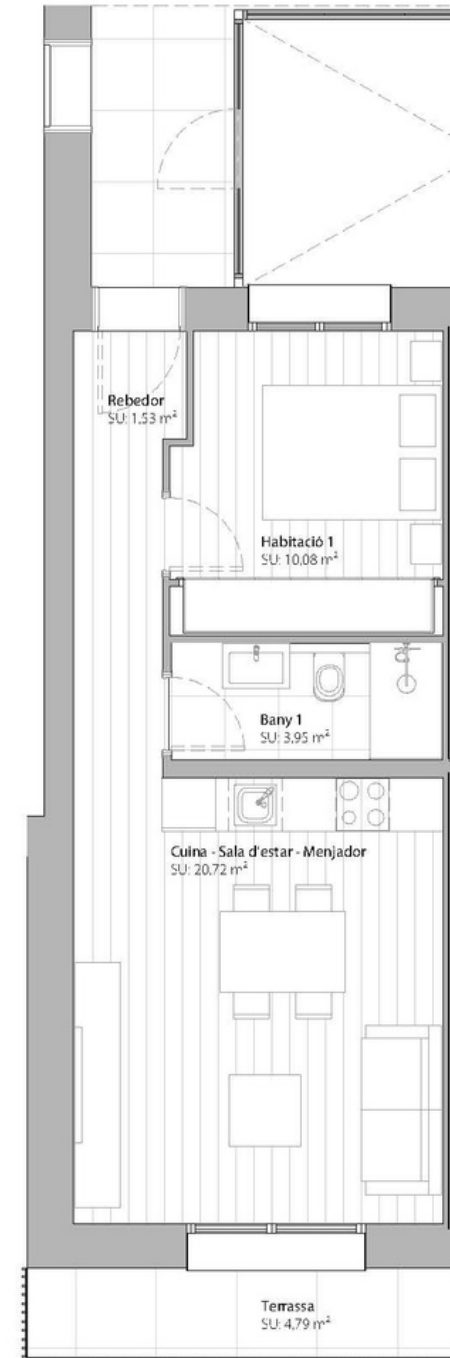 Rebedor
SU: 1,53 m²
Habitació 1
SU: 10,08 m²
Bany 1
SU: 3,95 m²
Cuina - Sala d'estar - Menjador
SU: 20,72 m²
Terrassa
SU: 4,79 m²